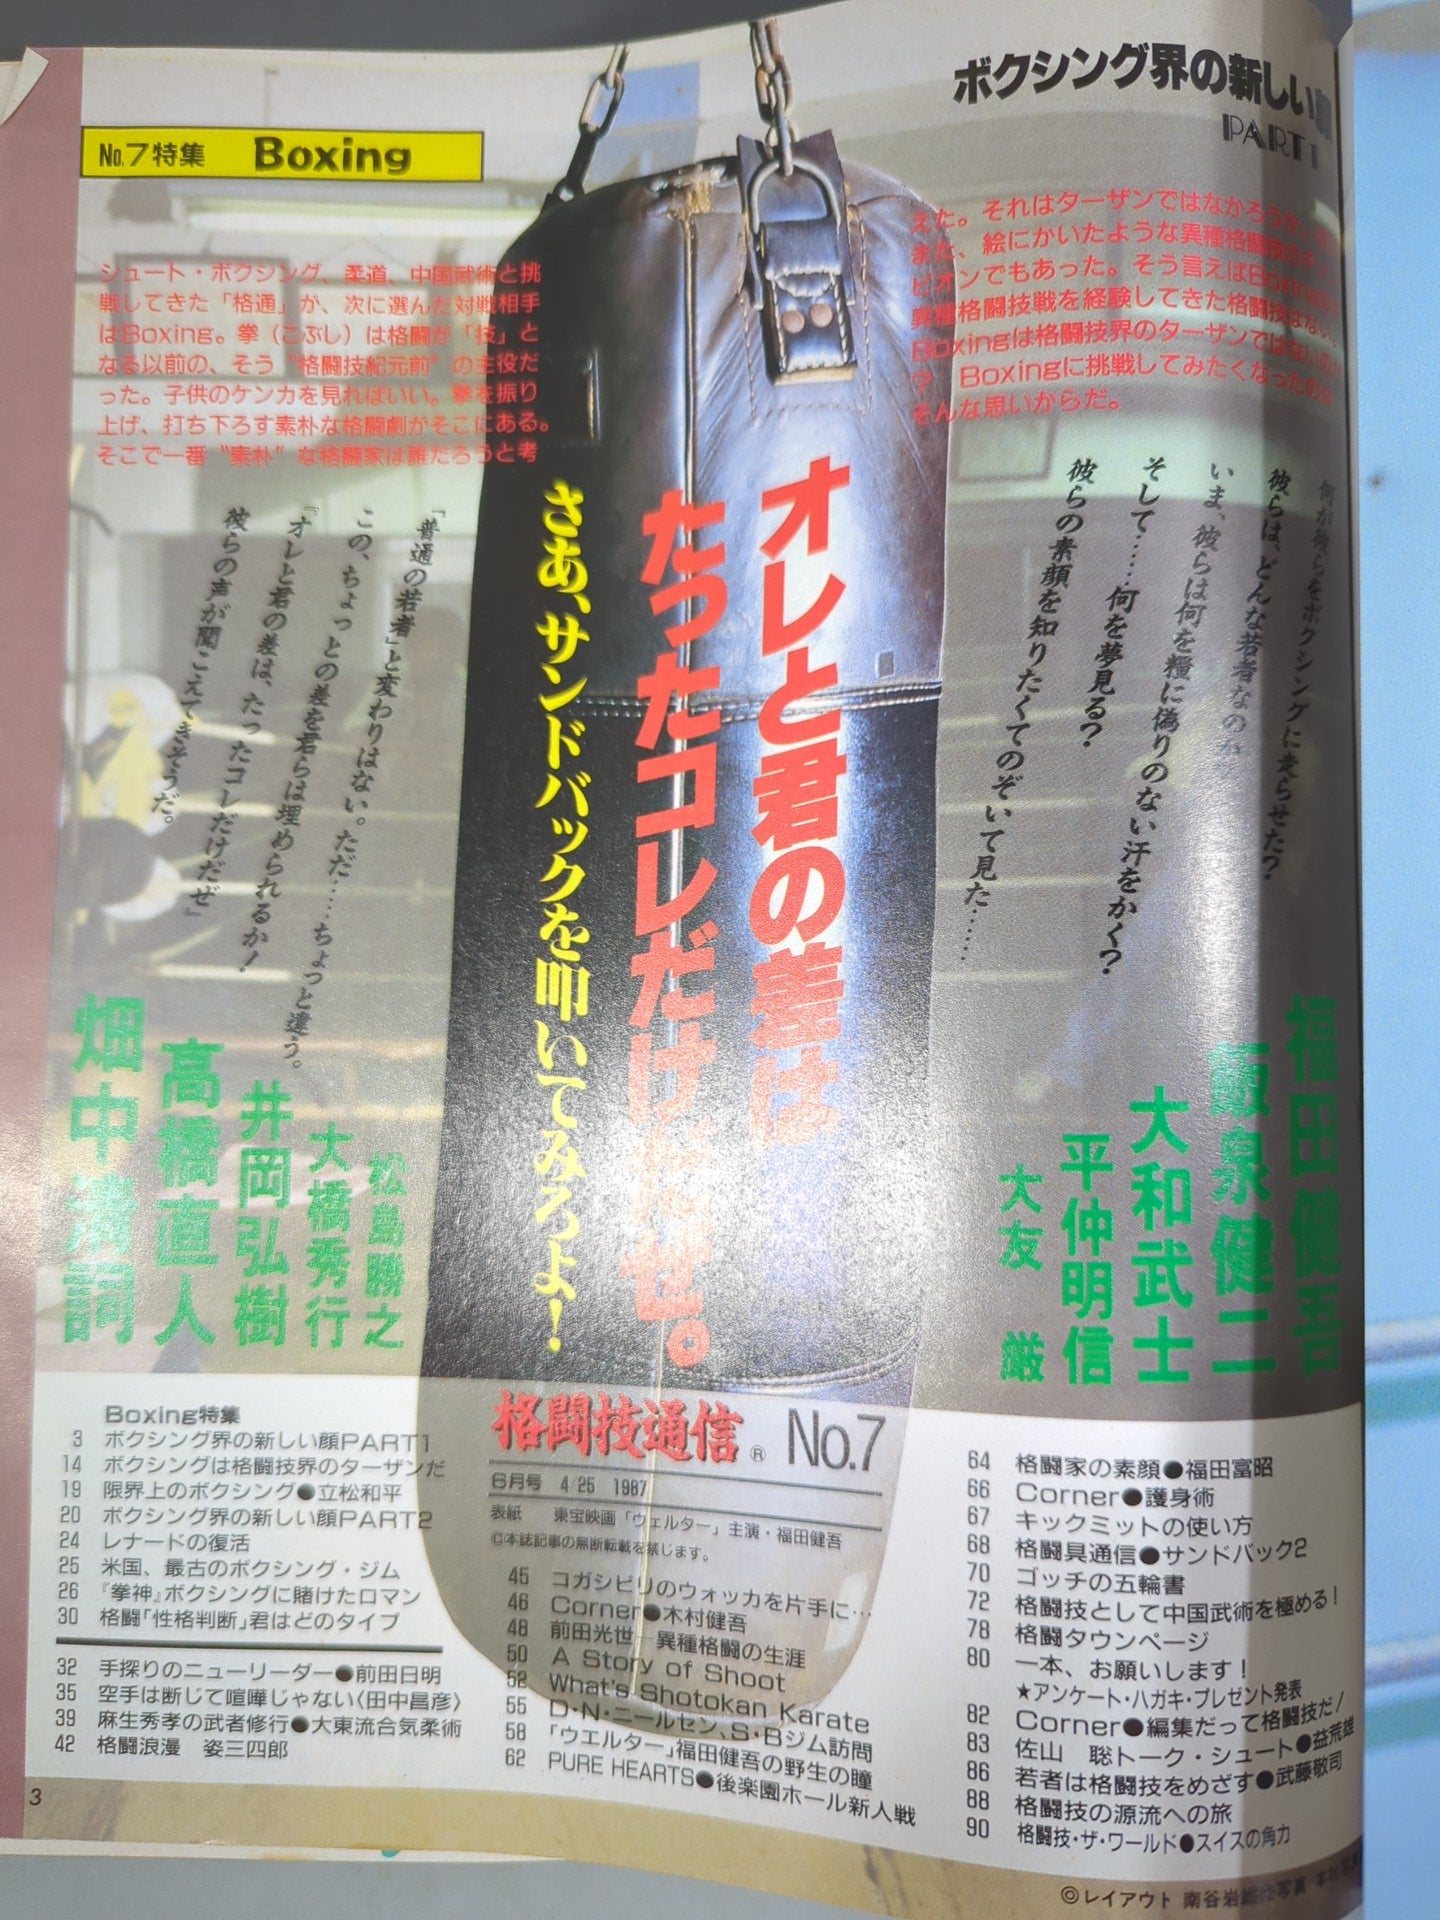 ボクシング界の新しい
PART1
No.7特集 Boxing
シュート・ボクシング、柔道、中国武術と挑
戦してきた「格通」が、次に選んだ対戦相手
はBoxing。拳（こぶし）は格闘が「技」と
なる以前の、そう“格闘技紀元前”の主役だ
った。子供のケンカを見ればいい。拳を振り
上げ、打ち下ろす素朴な格闘劇がそこにある。
そこで一番“素朴”な格闘家は誰だろうと考
えた。それはターザンではなかろうか。
また、絵にかいたような異種格闘技の
ピオンでもあった。そう言えばBoxing
異種格闘技戦を経験してきた格闘技はない。
Boxingは格闘技界のターザンではないのか
？　Boxingに挑戦してみたくなったのは
そんな思いからだ。
何が彼らをボクシングに走らせた？
彼らは、どんな若者なのか
いま、彼らは何を糧に偽りのない汗をかく？
そして……何を夢見る？
彼らの素顔を知りたくてのぞいて見た……
オレと君の差は
たったコレだけだぜ。
さあ、サンドバックを叩いてみろよ！
「普通の若者」と変わりはない。ただ……ちょっと違う。
この、ちょっとの差を君らは埋められるか！
『オレと君の差は、たったコレだけだぜ』
彼らの声が聞こえてきそうだ。
福田健吾
飯泉健二
大和武士
平仲明信
大友 巌
松島勝之
大橋秀行
井岡弘樹
高橋直人
畑中清詞
Boxing特集
3 ボクシング界の新しい顔PART1
14 ボクシングは格闘技界のターザンだ
19 限界上のボクシング●立松和平
20 ボクシング界の新しい顔PART2
24 レナードの復活
25 米国、最古のボクシング・ジム
26 『拳神』ボクシングに賭けたロマン
30 格闘「性格判断」君はどのタイプ
32 手探りのニューリーダー●前田日明
35 空手は断じて喧嘩じゃない〈田中昌彦〉
39 麻生秀孝の武者修行●大東流合気柔術
42 格闘浪漫　姿三四郎
格闘技通信® No.7
6月号 4/25 1987
表紙　東宝映画「ウェルター」主演・福田健吾
©本誌記事の無断転載を禁じます。
45 コガシビリのウォッカを片手に…
46 Corner●木村健吾
48 前田光世―異種格闘の生涯
50 A Story of Shoot
52 What's Shotokan Karate
55 D・N・ニールセン、S・Bジム訪問
58 「ウエルター」福田健吾の野生の瞳
62 PURE HEARTS●後楽園ホール新人戦
64 格闘家の素顔●福田富昭
66 Corner●護身術
67 キックミットの使い方
68 格闘具通信●サンドバック2
70 ゴッチの五輪書
72 格闘技として中国武術を極める！
78 格闘タウンページ
80 一本、お願いします！
★アンケート・ハガキ・プレゼント発表
82 Corner●編集だって格闘技だ！
83 佐山　聡トーク・シュート●益荒雄
86 若者は格闘技をめざす●武藤敬司
88 格闘技の源流への旅
90 格闘技・ザ・ワールド●スイスの角力
3
©レイアウト 南谷岩